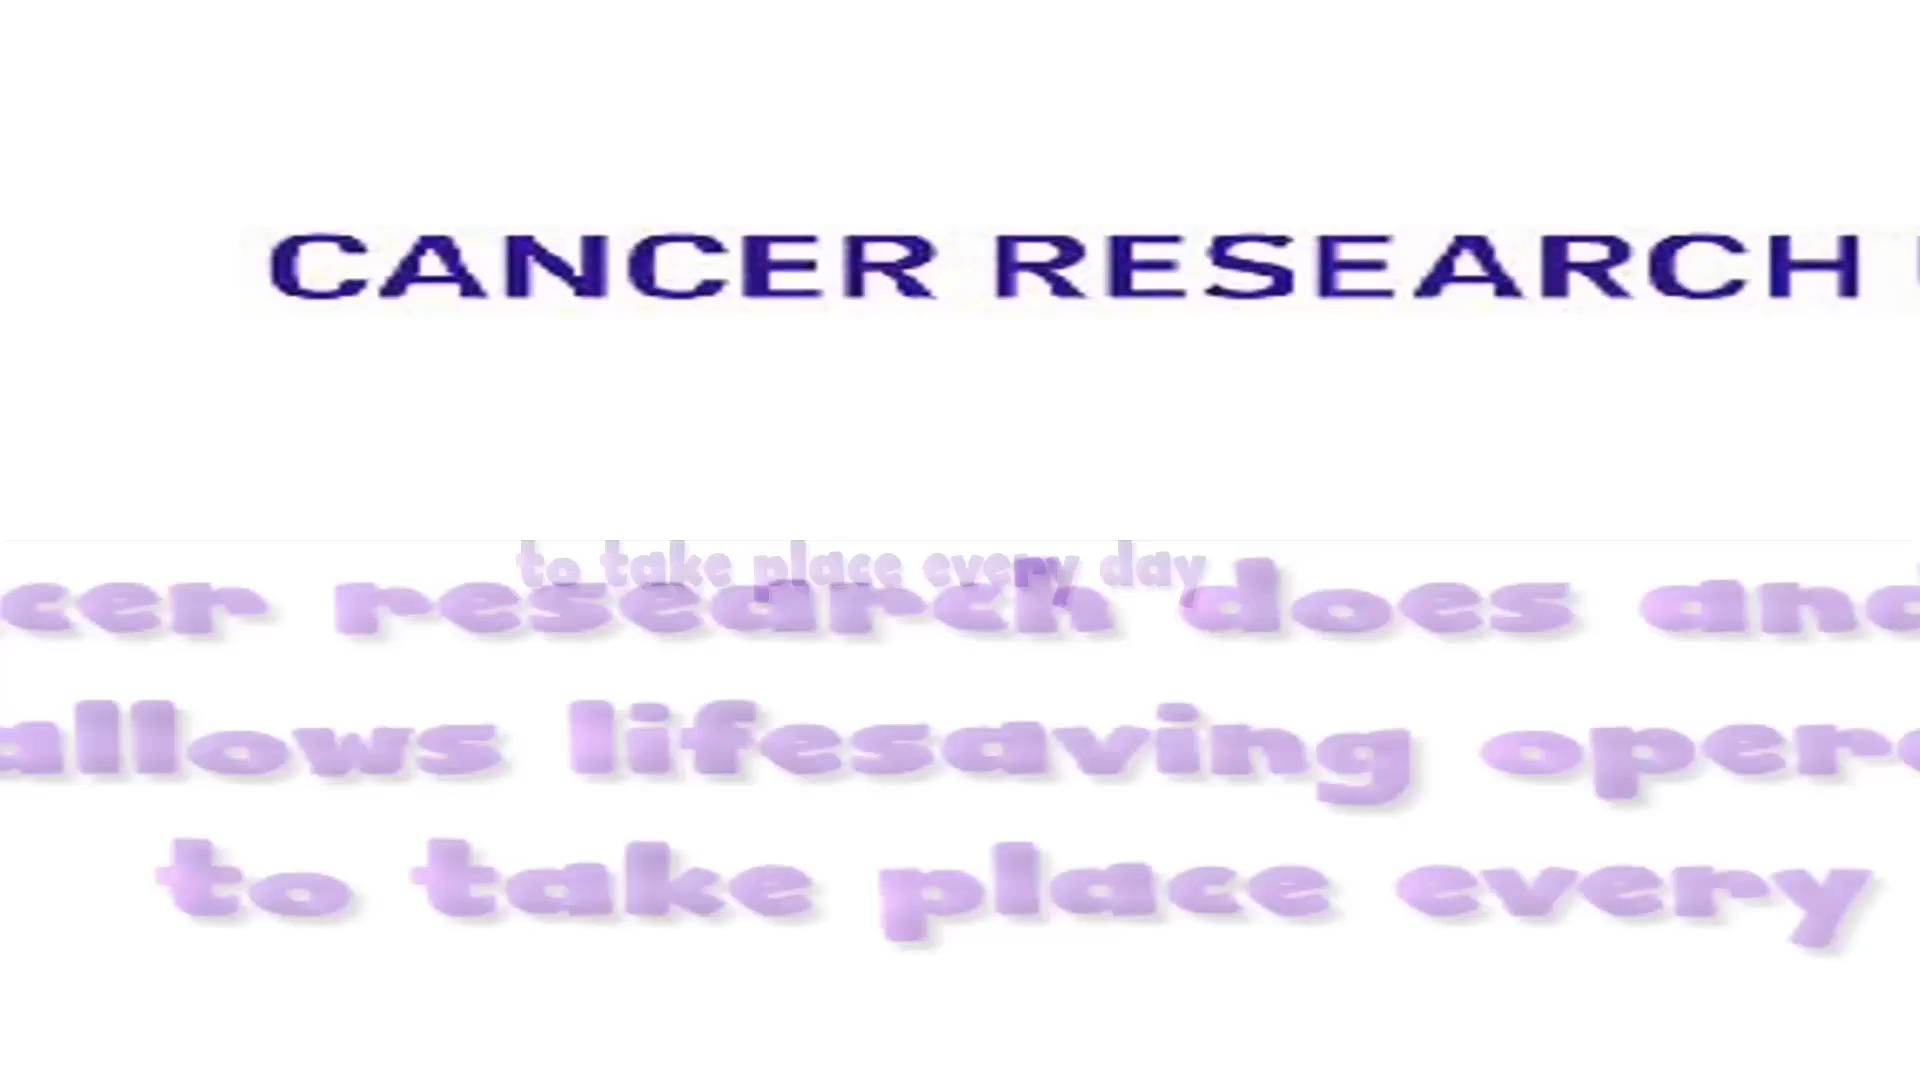 CANCER RESEARCH
to take place every day
cer research does and
allows lifesaving opera
to take place every